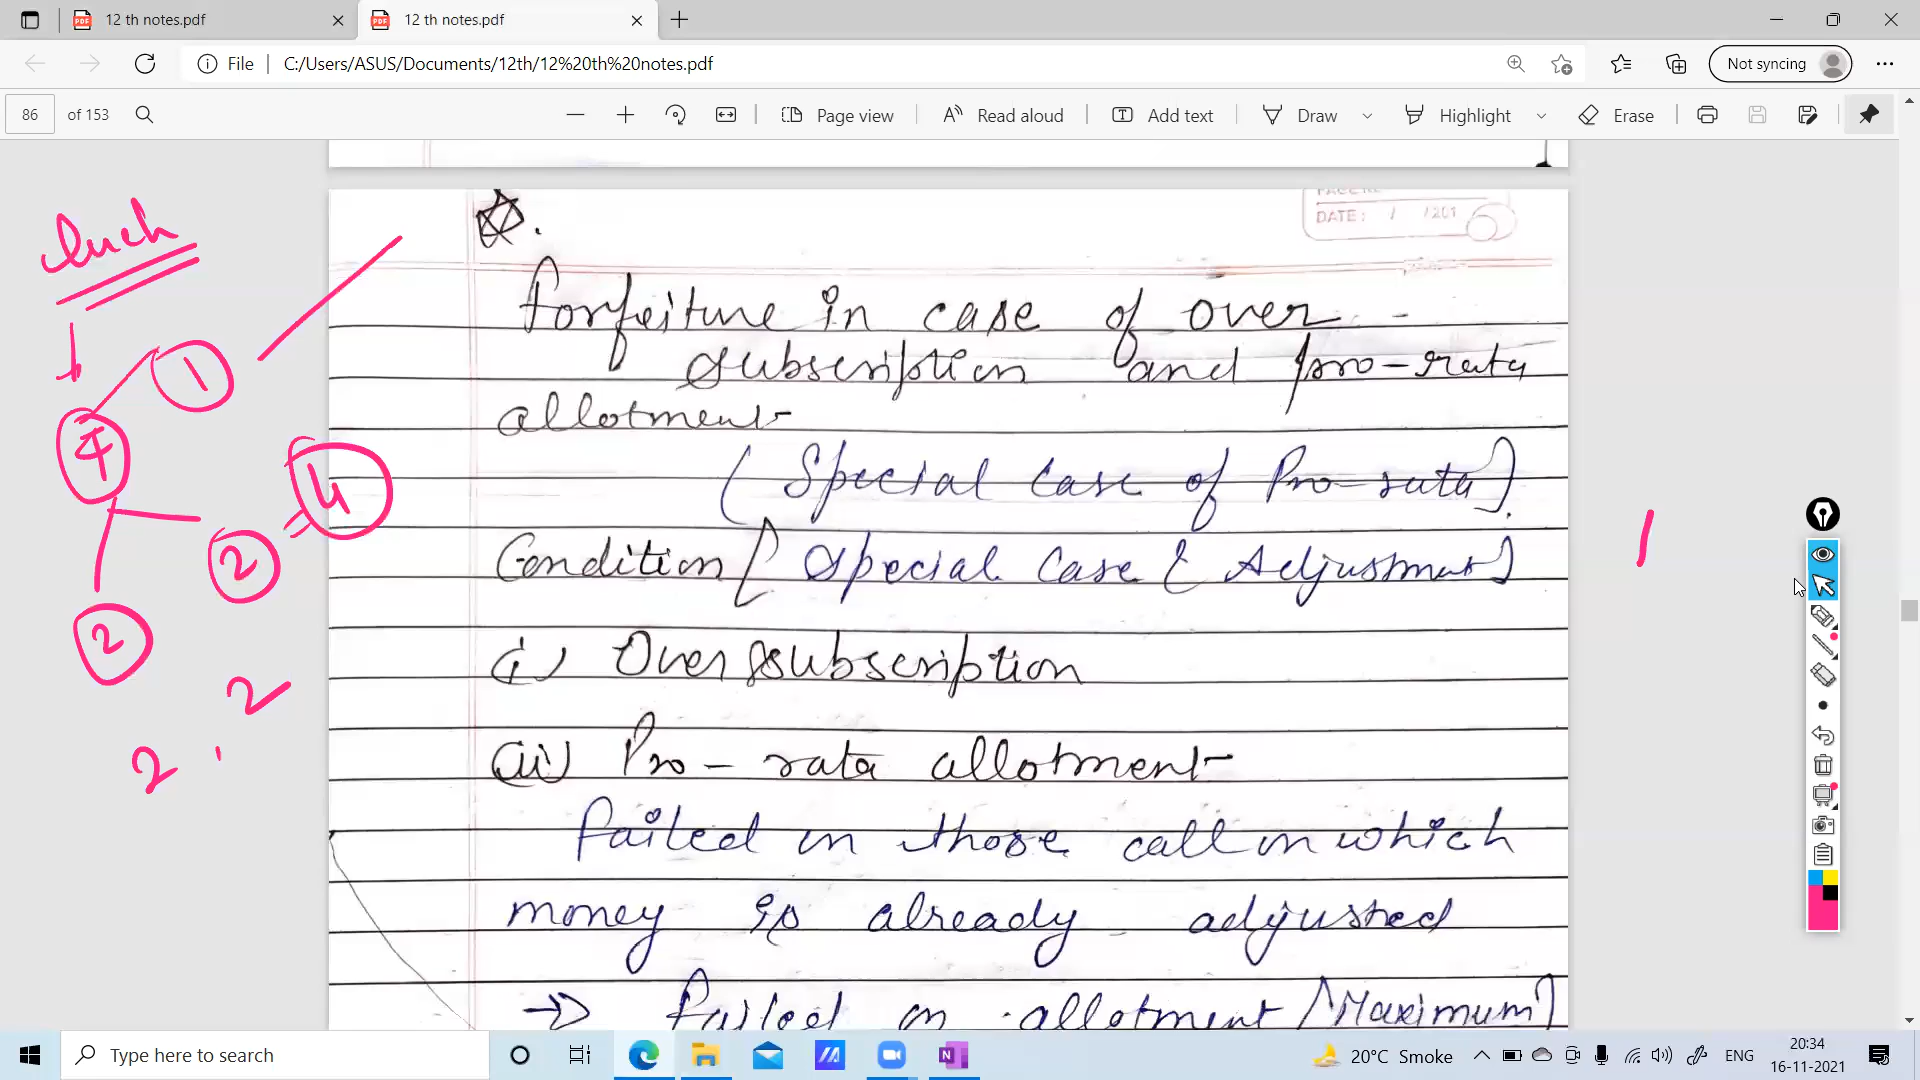 12 th notes.pdf
12 th notes.pdf
File
C:/Users/ASUS/Documents/12th/12%20th%20notes.pdf
Not syncing
86 of 153
Page view
Read aloud
Add text
Draw
Highlight
Erase
DATE: / /201
Forfeiture in case of over
subscription and pro-rata
allotment
(Special Case of Pro-rata)
Condition [Special Case & Adjustment]
(i) Over subscription
(ii) Pro-rata allotment
failed in those call in which
money is already adjusted
→ failed on allotment (Maximum)
1
4
2 = 4
2
2
2
1
Type here to search
20°C Smoke
ENG
20:34
16-11-2021